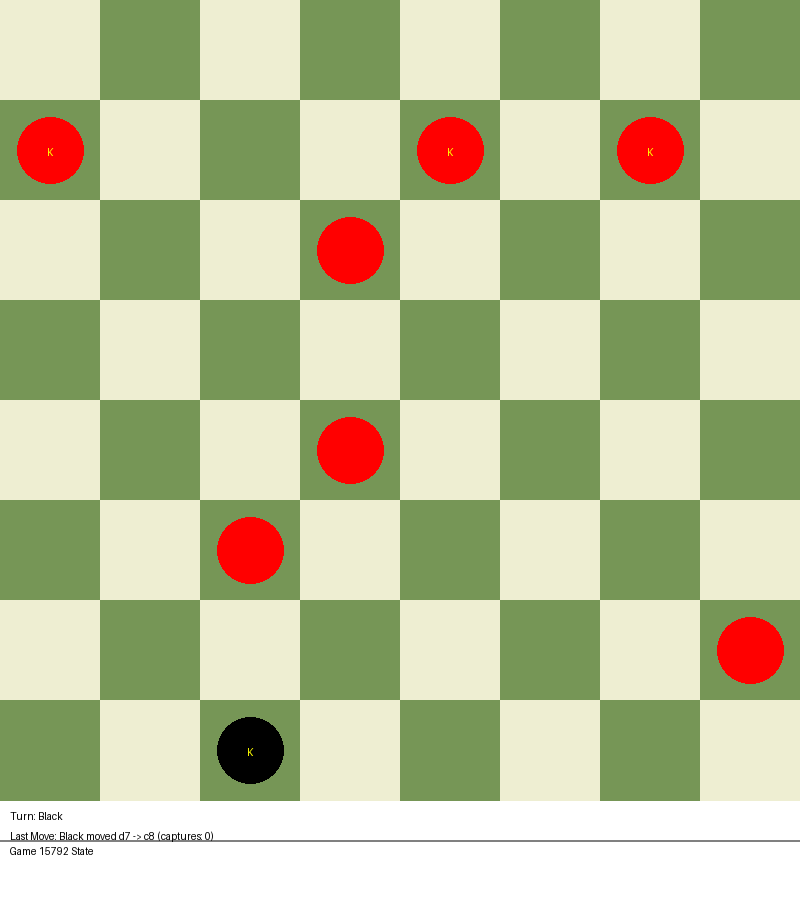 K K K
K
Turn: Black
Last Move: Black moved d7 -> c8 (captures: 0)
Game 15792 State